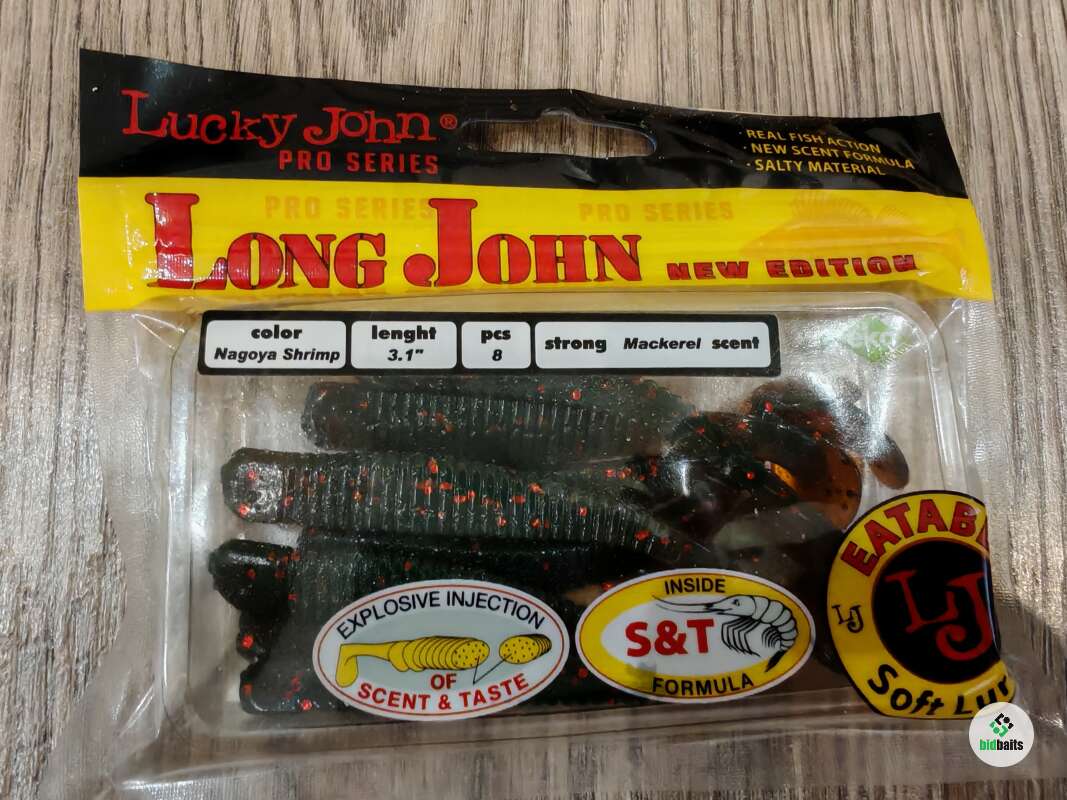 Lucky John®
PRO SERIES
· REAL FISH ACTION
· NEW SCENT FORMULA
· SALTY MATERIAL
PRO SERIES PRO SERIES
LONG JOHN NEW EDITION
color
Nagoya Shrimp
lenght
3.1"
pcs
8
strong Mackerel scent
eko
EXPLOSIVE INJECTION
OF
SCENT & TASTE
INSIDE
S&T
FORMULA
EATAB
LJ
LJ
Soft Lur
bidbaits